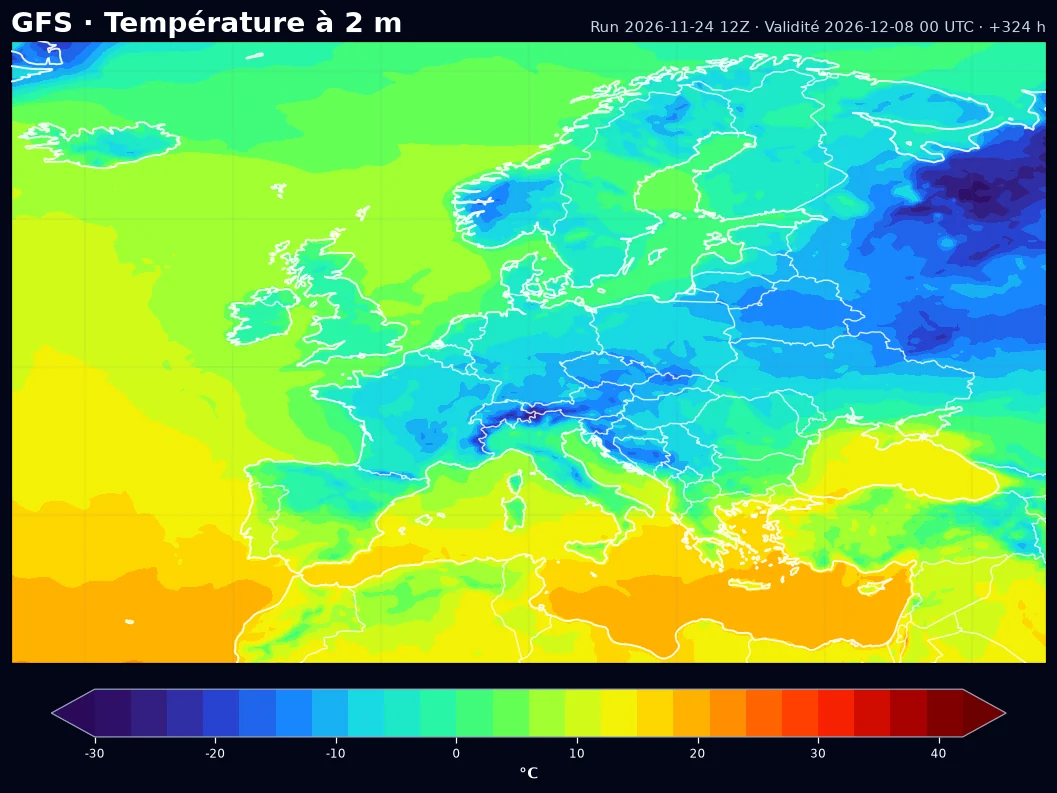 GFS · Température à 2 m
Run 2026-11-24 12Z · Validité 2026-12-08 00 UTC · +324 h
-30 -20 -10 0 10 20 30 40
°C